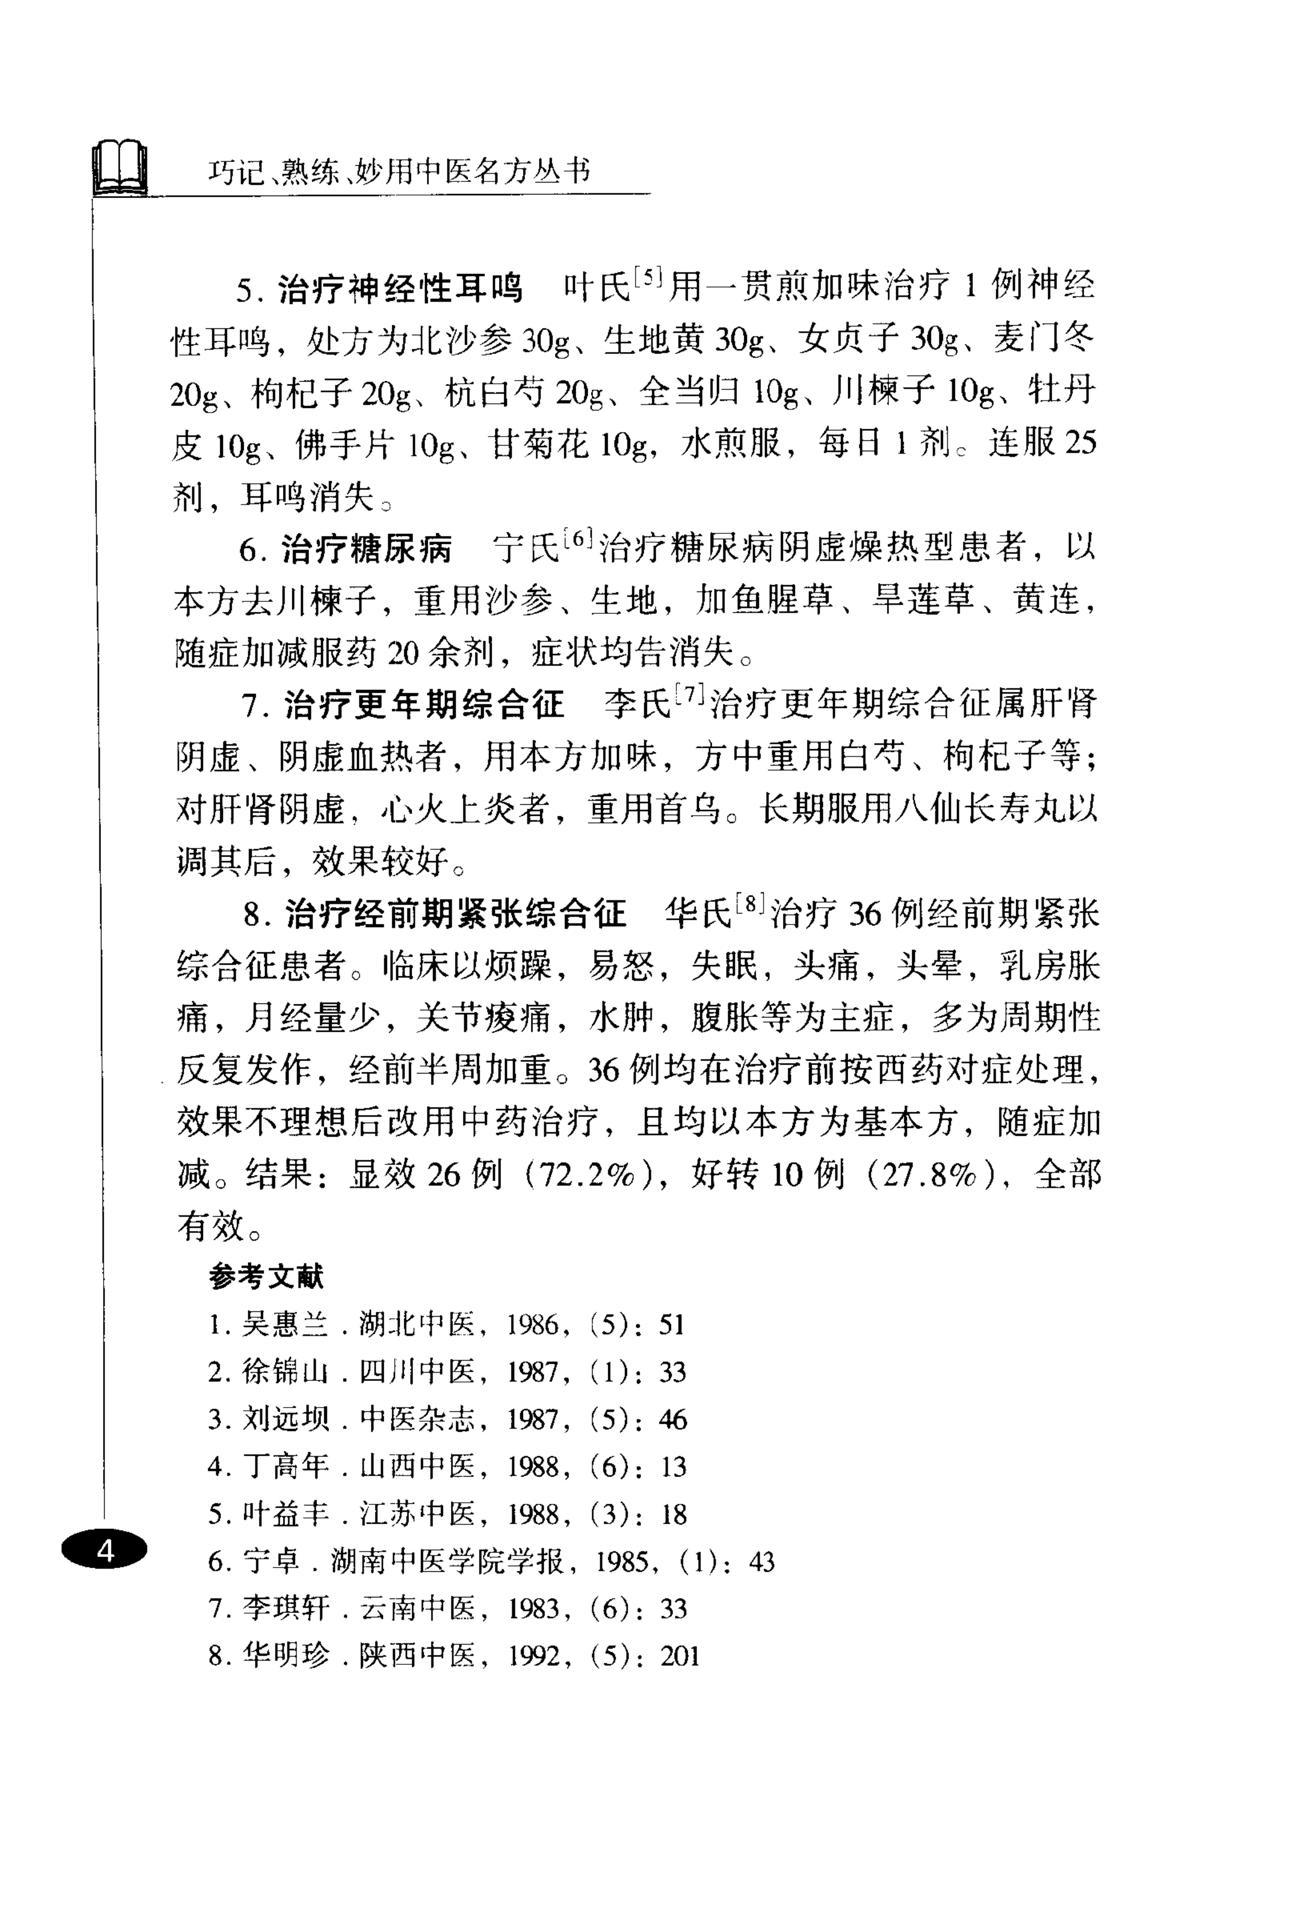 巧记、熟练、妙用中医名方丛书
5. 治疗神经性耳鸣 叶氏[5]用一贯煎加味治疗 1 例神经
性耳鸣，处方为北沙参 30g、生地黄 30g、女贞子 30g、麦门冬
20g、枸杞子 20g、杭白芍 20g、全当归 10g、川楝子 10g、牡丹
皮 10g、佛手片 10g、甘菊花 10g，水煎服，每日 1 剂。连服 25
剂，耳鸣消失。
6. 治疗糖尿病 宁氏[6]治疗糖尿病阴虚燥热型患者，以
本方去川楝子，重用沙参、生地，加鱼腥草、旱莲草、黄连，
随症加减服药 20 余剂，症状均告消失。
7. 治疗更年期综合征 李氏[7]治疗更年期综合征属肝肾
阴虚、阴虚血热者，用本方加味，方中重用白芍、枸杞子等；
对肝肾阴虚，心火上炎者，重用首乌。长期服用八仙长寿丸以
调其后，效果较好。
8. 治疗经前期紧张综合征 华氏[8]治疗 36 例经前期紧张
综合征患者。临床以烦躁，易怒，失眠，头痛，头晕，乳房胀
痛，月经量少，关节痠痛，水肿，腹胀等为主症，多为周期性
反复发作，经前半周加重。36 例均在治疗前按西药对症处理，
效果不理想后改用中药治疗，且均以本方为基本方，随症加
减。结果：显效 26 例（72.2%），好转 10 例（27.8%），全部
有效。
参考文献
1. 吴惠兰．湖北中医，1986，（5）：51
2. 徐锦山．四川中医，1987，（1）：33
3. 刘远坝．中医杂志，1987，（5）：46
4. 丁高年．山西中医，1988，（6）：13
5. 叶益丰．江苏中医，1988，（3）：18
6. 宁卓．湖南中医学院学报，1985，（1）：43
7. 李琪轩．云南中医，1983，（6）：33
8. 华明珍．陕西中医，1992，（5）：201
4